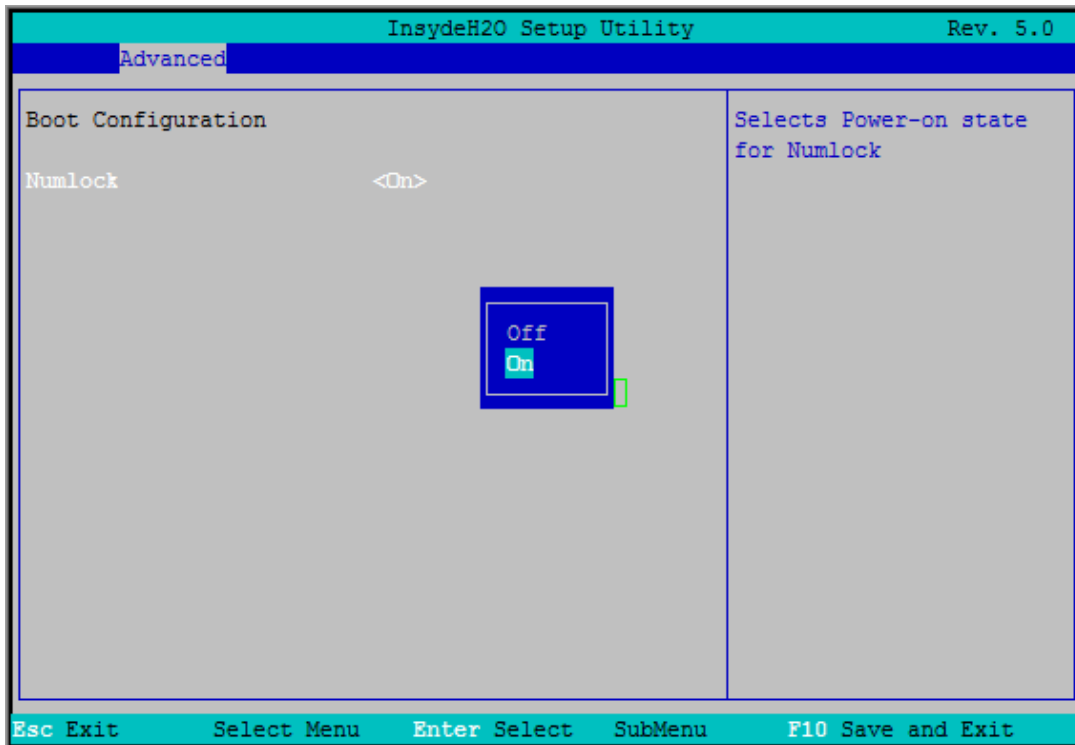 InsydeH2O Setup Utility Rev. 5.0
Advanced
Boot Configuration
Numlock <On>
Selects Power-on state
for Numlock
Off
On
Esc Exit Select Menu Enter Select SubMenu F10 Save and Exit